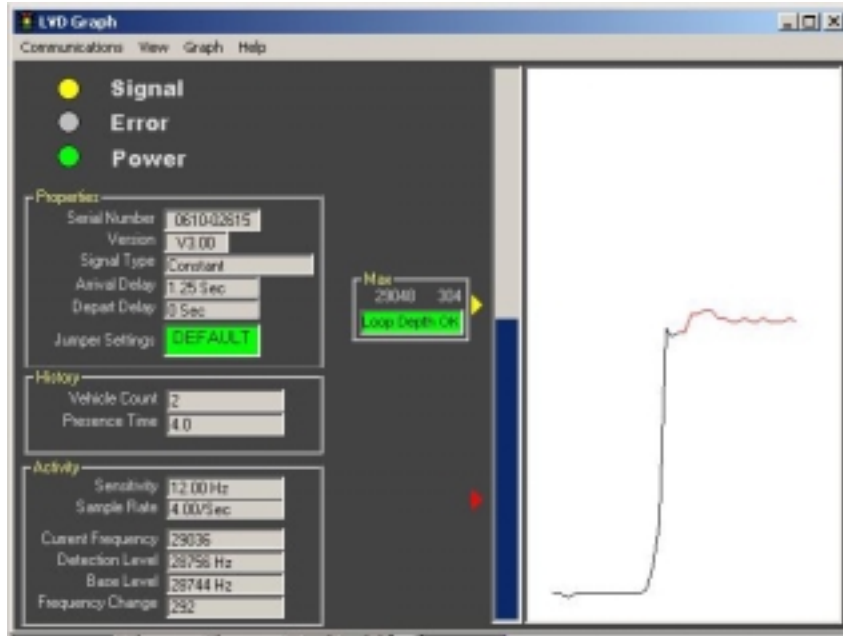 LVD Graph
Communications View Graph Help
Signal
Error
Power
Properties
Serial Number 0610-02615
Version V3.00
Signal Type Constant
Arrival Delay 1.25 Sec
Depart Delay 0 Sec
Jumper Settings DEFAULT
Max
29048 304
Loop Depth OK
History
Vehicle Count 2
Presence Time 4.0
Activity
Sensitivity 12.00 Hz
Sample Rate 4.00/Sec
Current Frequency 29036
Detection Level 28756 Hz
Base Level 28744 Hz
Frequency Change 292